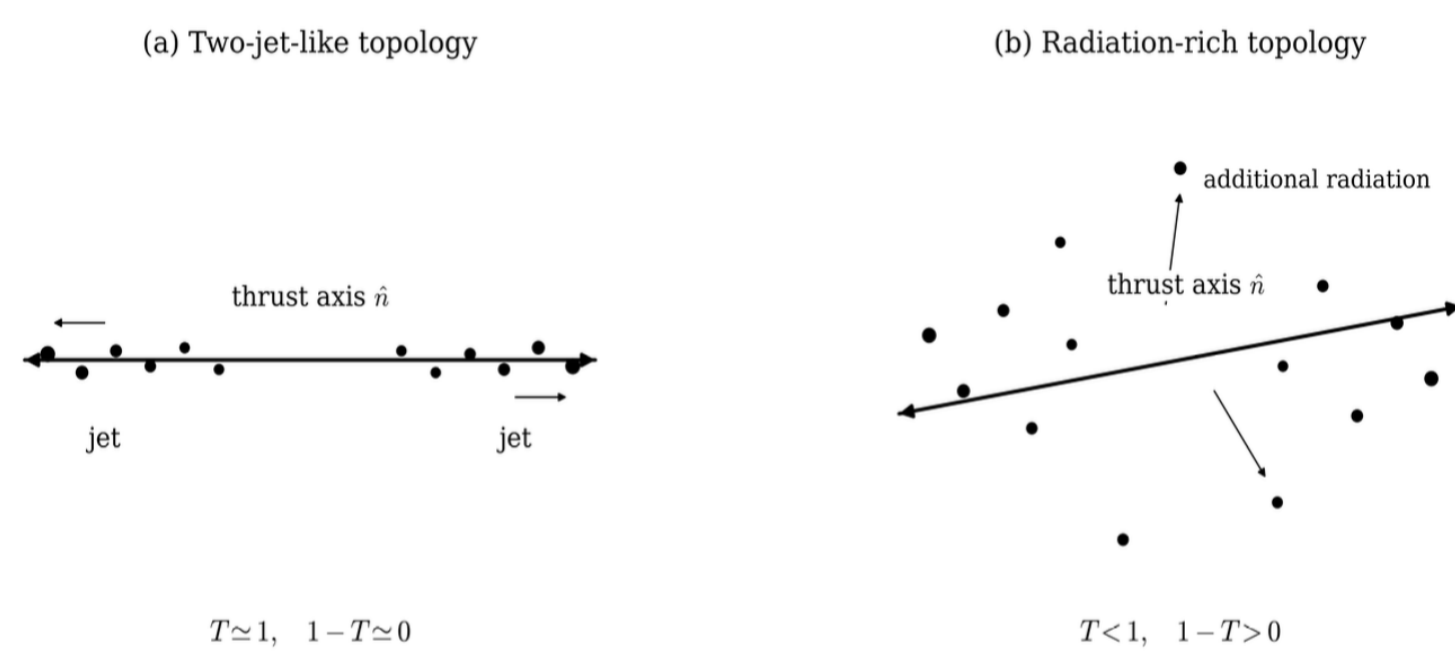 (a) Two-jet-like topology
thrust axis n̂
jet
jet
T≃1, 1−T≃0
(b) Radiation-rich topology
additional radiation
thrust axis n̂
T<1, 1−T>0